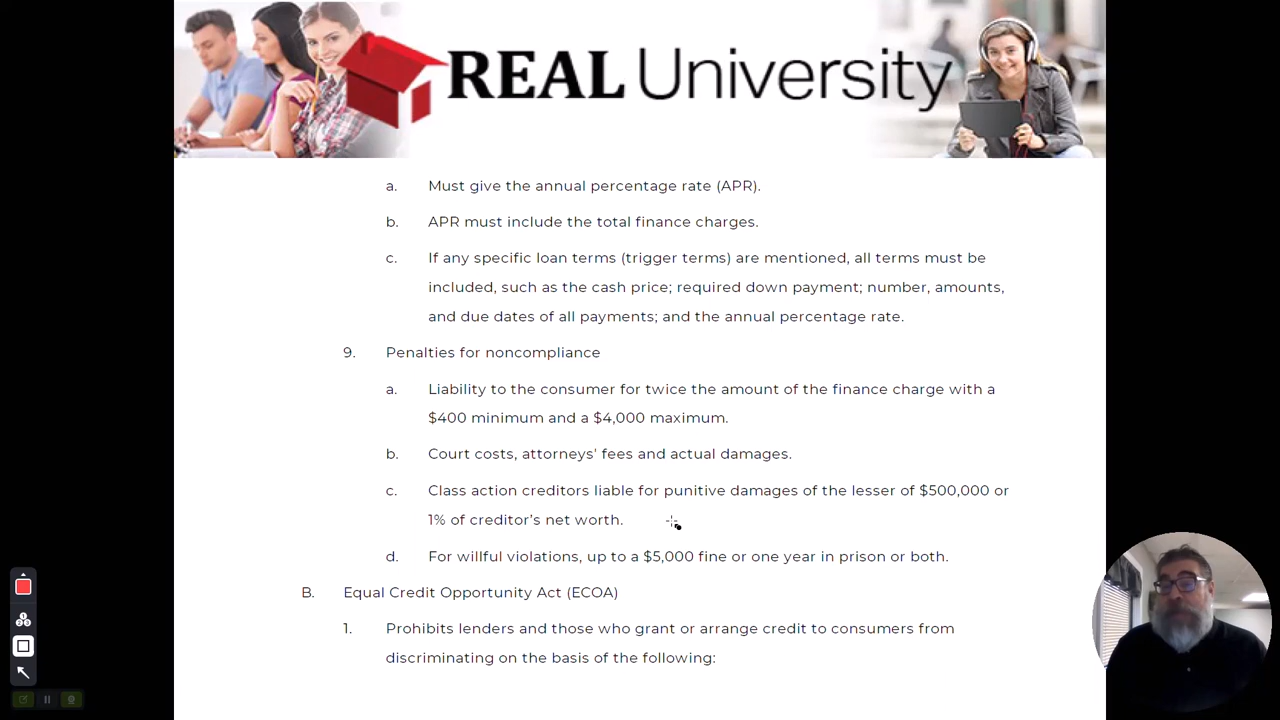 REAL University
a. Must give the annual percentage rate (APR).
b. APR must include the total finance charges.
c. If any specific loan terms (trigger terms) are mentioned, all terms must be
included, such as the cash price; required down payment; number, amounts,
and due dates of all payments; and the annual percentage rate.
9. Penalties for noncompliance
a. Liability to the consumer for twice the amount of the finance charge with a
$400 minimum and a $4,000 maximum.
b. Court costs, attorneys’ fees and actual damages.
c. Class action creditors liable for punitive damages of the lesser of $500,000 or
1% of creditor’s net worth.
d. For willful violations, up to a $5,000 fine or one year in prison or both.
B. Equal Credit Opportunity Act (ECOA)
1. Prohibits lenders and those who grant or arrange credit to consumers from
discriminating on the basis of the following: